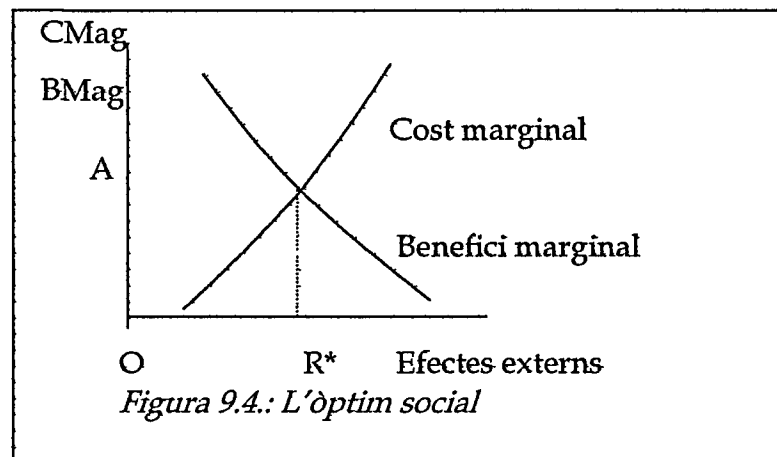 CMag
BMag
Cost marginal
A
Benefici marginal
O R* Efectes externs
Figura 9.4.: L'òptim social